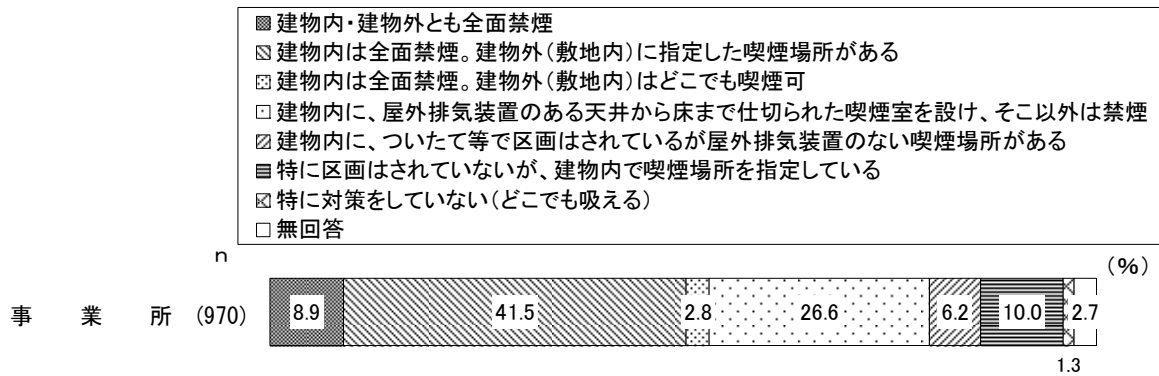 建物内・建物外とも全面禁煙
建物内は全面禁煙。建物外(敷地内)に指定した喫煙場所がある
建物内は全面禁煙。建物外(敷地内)はどこでも喫煙可
建物内に、屋外排気装置のある天井から床まで仕切られた喫煙室を設け、そこ以外は禁煙
建物内に、ついたて等で区画はされているが屋外排気装置のない喫煙場所がある
特に区画はされていないが、建物内で喫煙場所を指定している
特に対策をしていない(どこでも吸える)
無回答
n
(%)
事業所 (970) 8.9 41.5 2.8 26.6 6.2 10.0 2.7
1.3